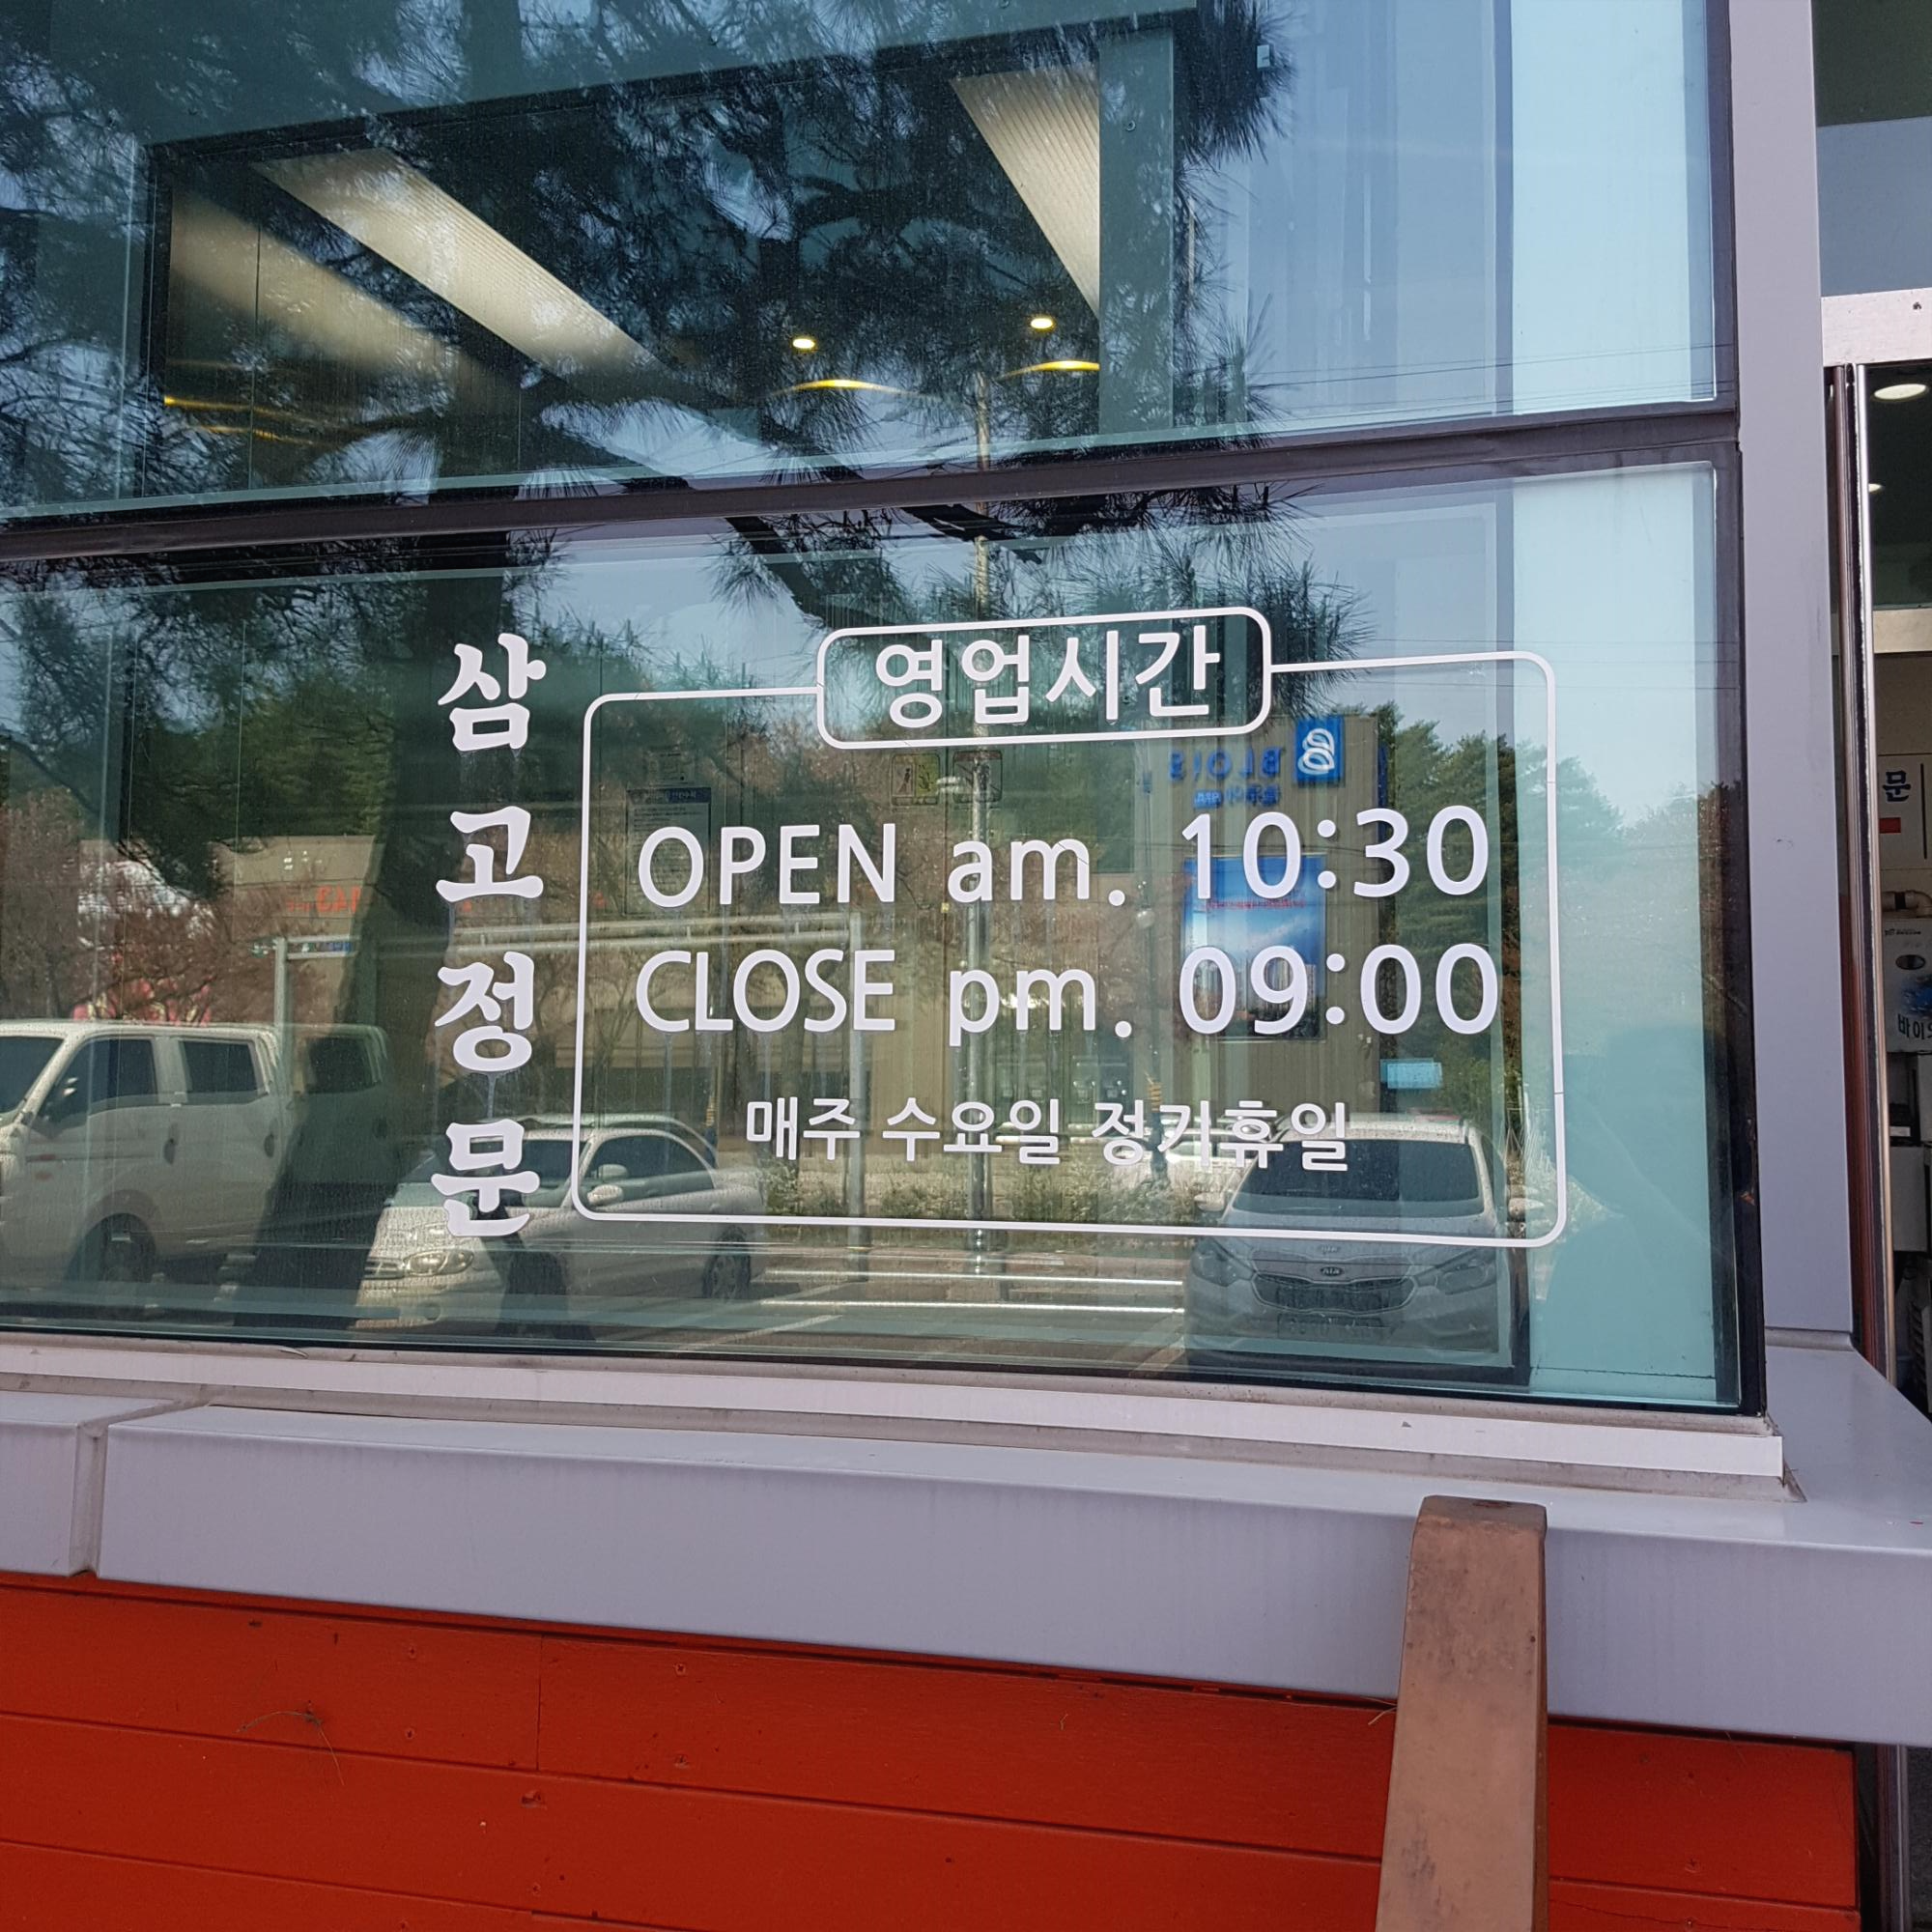 삼고정문
영업시간
OPEN am. 10:30
CLOSE pm. 09:00
매주 수요일 정기휴일
문